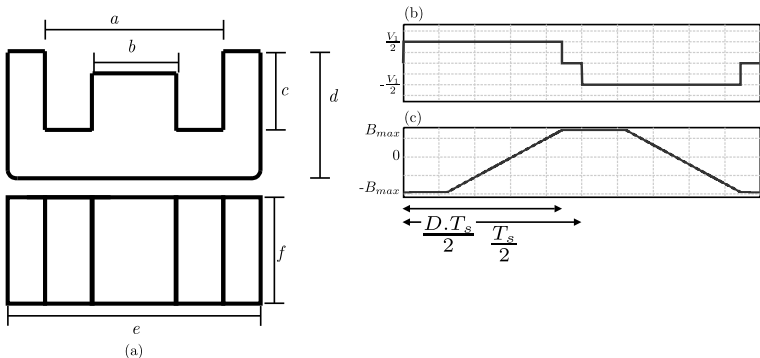 a
b
c
d
f
e
(a)
(b)
V₁/2
-V₁/2
(c)
Bmax
0
-Bmax
D.Tₛ/2
Tₛ/2